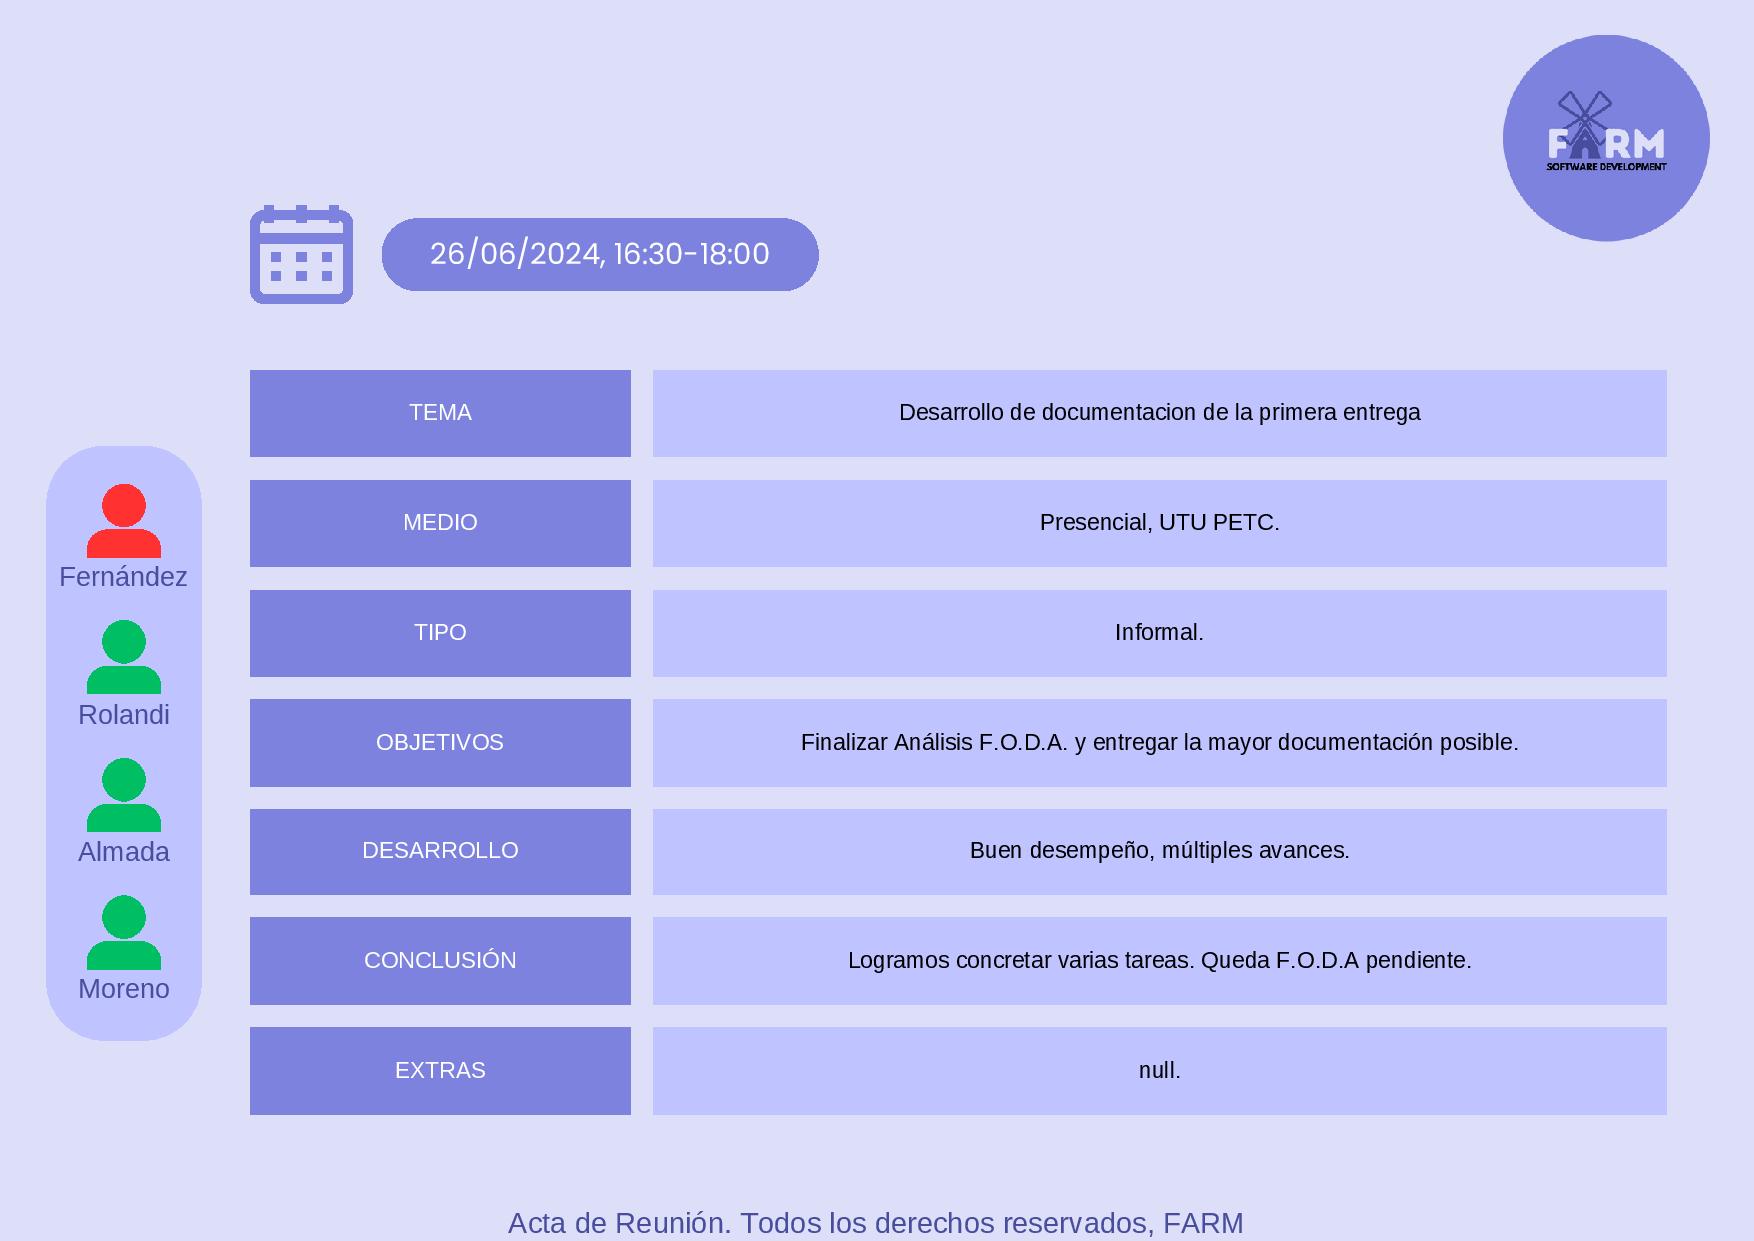 FARM
SOFTWARE DEVELOPMENT
26/06/2024, 16:30-18:00
TEMA
Desarrollo de documentacion de la primera entrega
MEDIO
Presencial, UTU PETC.
TIPO
Informal.
OBJETIVOS
Finalizar Análisis F.O.D.A. y entregar la mayor documentación posible.
DESARROLLO
Buen desempeño, múltiples avances.
CONCLUSIÓN
Logramos concretar varias tareas. Queda F.O.D.A pendiente.
EXTRAS
null.
Fernández
Rolandi
Almada
Moreno
Acta de Reunión. Todos los derechos reservados, FARM